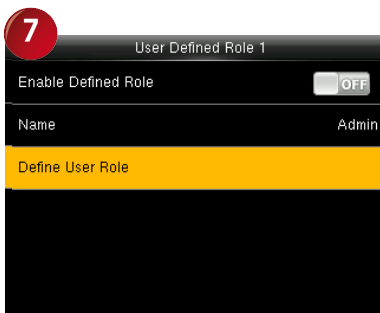 7
User Defined Role 1
Enable Defined Role OFF
Name Admin
Define User Role